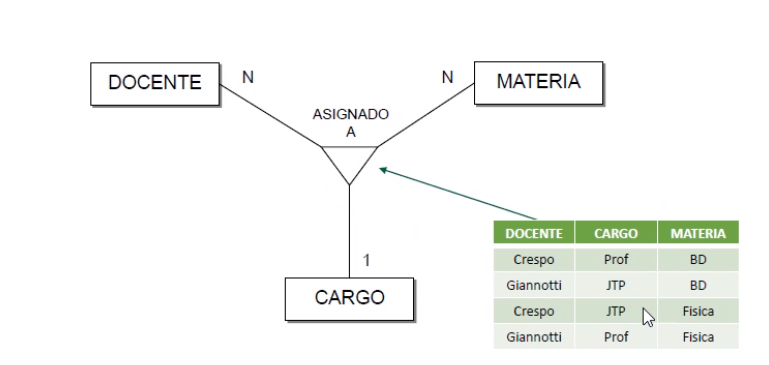 DOCENTE
N
N
MATERIA
ASIGNADO
A
1
CARGO
DOCENTE CARGO MATERIA
Crespo Prof BD
Giannotti JTP BD
Crespo JTP Fisica
Giannotti Prof Fisica